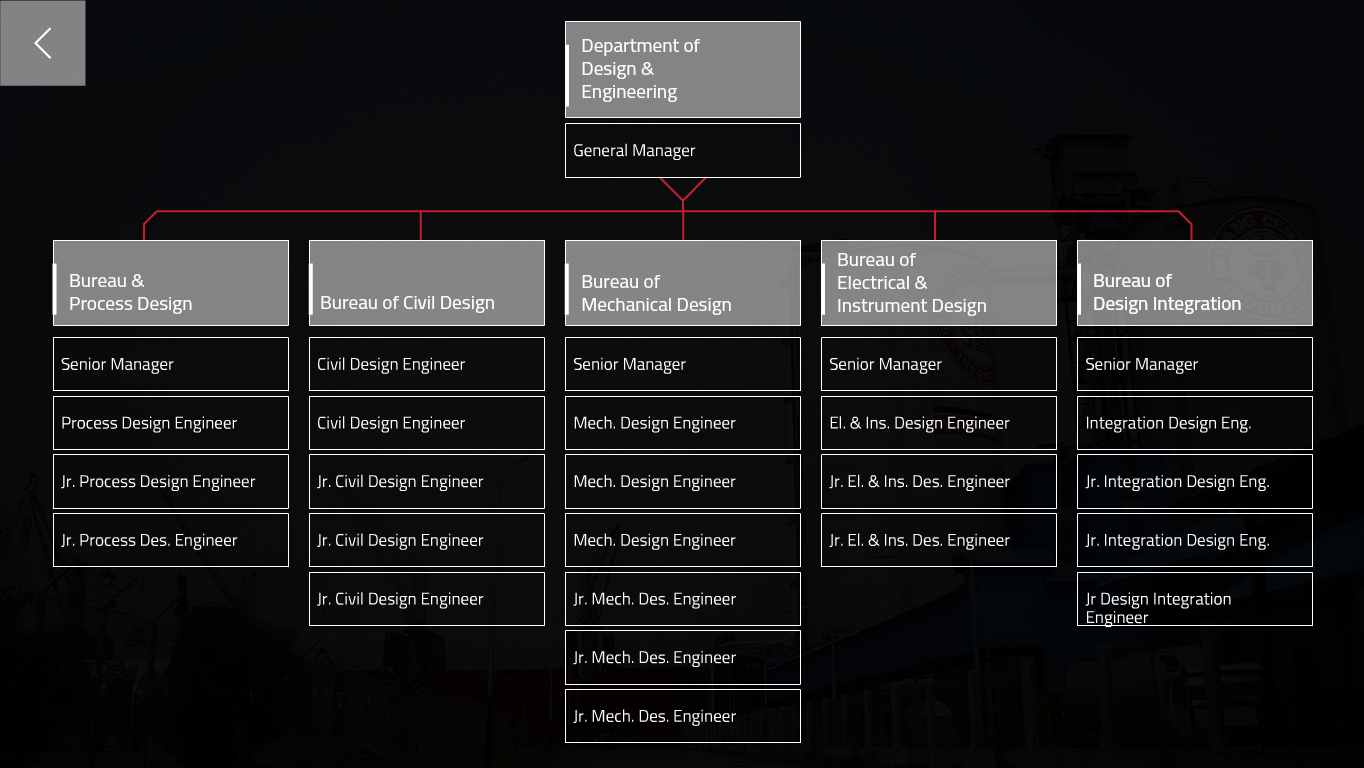 Department of
Design &
Engineering
General Manager
Bureau &
Process Design
Senior Manager
Process Design Engineer
Jr. Process Design Engineer
Jr. Process Des. Engineer
Bureau of Civil Design
Civil Design Engineer
Civil Design Engineer
Jr. Civil Design Engineer
Jr. Civil Design Engineer
Jr. Civil Design Engineer
Bureau of
Mechanical Design
Senior Manager
Mech. Design Engineer
Mech. Design Engineer
Mech. Design Engineer
Jr. Mech. Des. Engineer
Jr. Mech. Des. Engineer
Jr. Mech. Des. Engineer
Bureau of
Electrical &
Instrument Design
Senior Manager
El. & Ins. Design Engineer
Jr. El. & Ins. Des. Engineer
Jr. El. & Ins. Des. Engineer
Bureau of
Design Integration
Senior Manager
Integration Design Eng.
Jr. Integration Design Eng.
Jr. Integration Design Eng.
Jr Design Integration
Engineer